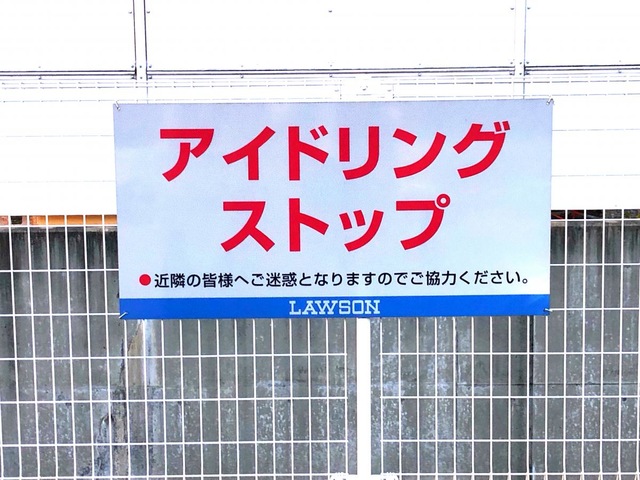 アイドリング
ストップ
●近隣の皆様へご迷惑となりますのでご協力ください。
LAWSON